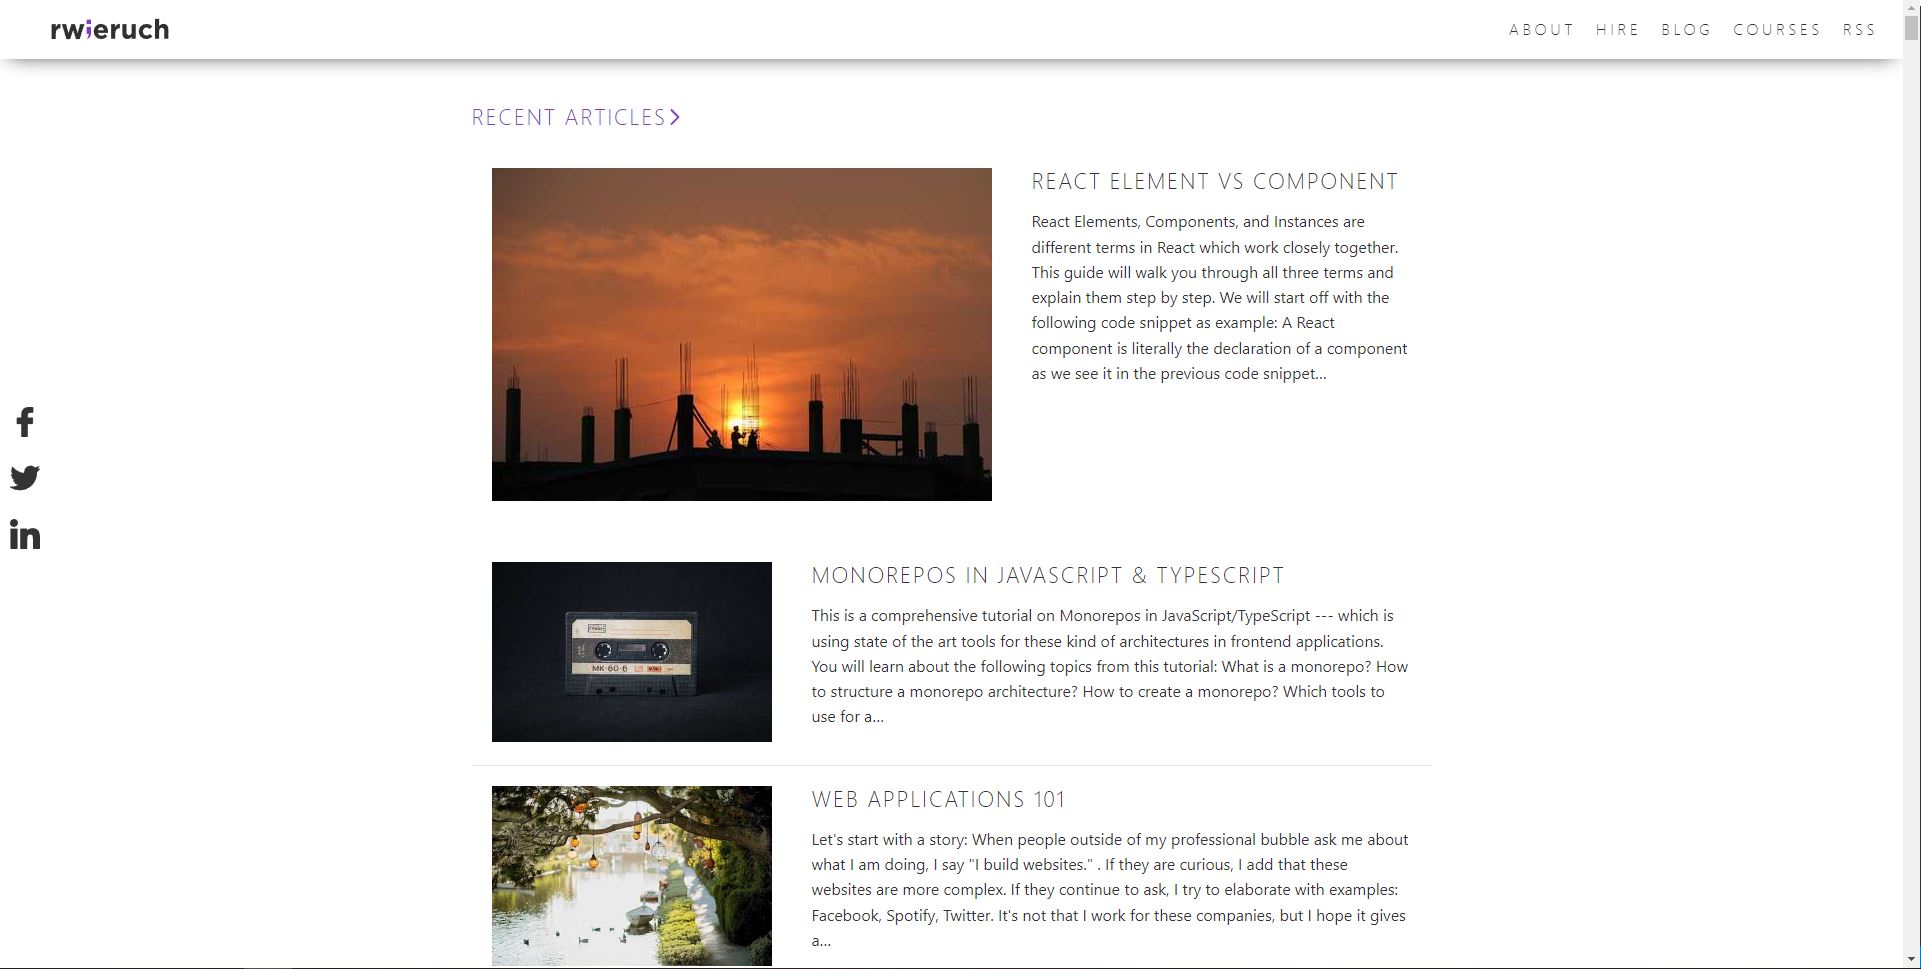 rwieruch
ABOUT HIRE BLOG COURSES RSS
RECENT ARTICLES
REACT ELEMENT VS COMPONENT
React Elements, Components, and Instances are
different terms in React which work closely together.
This guide will walk you through all three terms and
explain them step by step. We will start off with the
following code snippet as example: A React
component is literally the declaration of a component
as we see it in the previous code snippet...
MONOREPOS IN JAVASCRIPT & TYPESCRIPT
This is a comprehensive tutorial on Monorepos in JavaScript/TypeScript --- which is
using state of the art tools for these kind of architectures in frontend applications.
You will learn about the following topics from this tutorial: What is a monorepo? How
to structure a monorepo architecture? How to create a monorepo? Which tools to
use for a...
MK-60-6
WEB APPLICATIONS 101
Let's start with a story: When people outside of my professional bubble ask me about
what I am doing, I say "I build websites." . If they are curious, I add that these
websites are more complex. If they continue to ask, I try to elaborate with examples:
Facebook, Spotify, Twitter. It's not that I work for these companies, but I hope it gives
a...